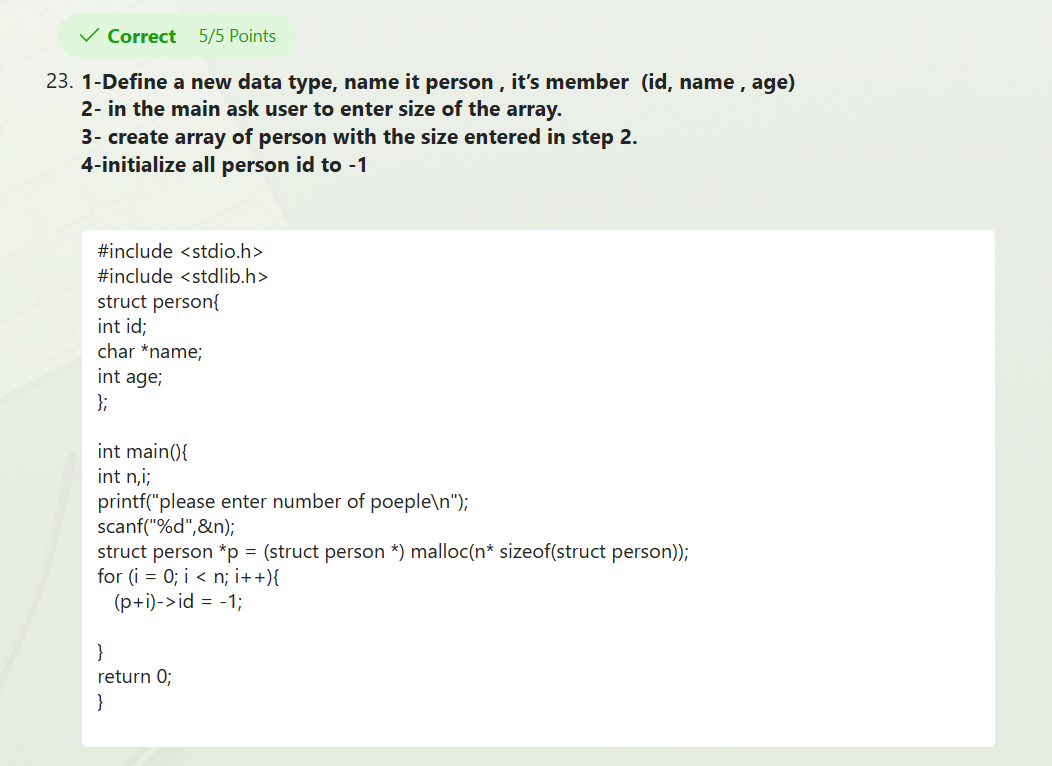 Correct 5/5 Points
23. 1-Define a new data type, name it person , it’s member (id, name , age)
2- in the main ask user to enter size of the array.
3- create array of person with the size entered in step 2.
4-initialize all person id to -1
#include <stdio.h>
#include <stdlib.h>
struct person{
int id;
char *name;
int age;
};
int main(){
int n,i;
printf("please enter number of poeple\n");
scanf("%d",&n);
struct person *p = (struct person *) malloc(n* sizeof(struct person));
for (i = 0; i < n; i++){
(p+i)->id = -1;
}
return 0;
}